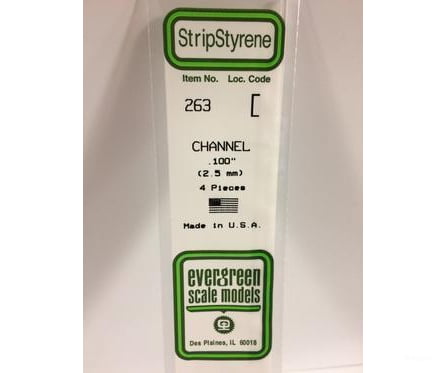 StripStyrene
Item No. Loc. Code
263 [
CHANNEL
.100"
(2.5 mm)
4 Pieces
Made in U.S.A.
evergreen
scale models
Des Plaines, IL 60018